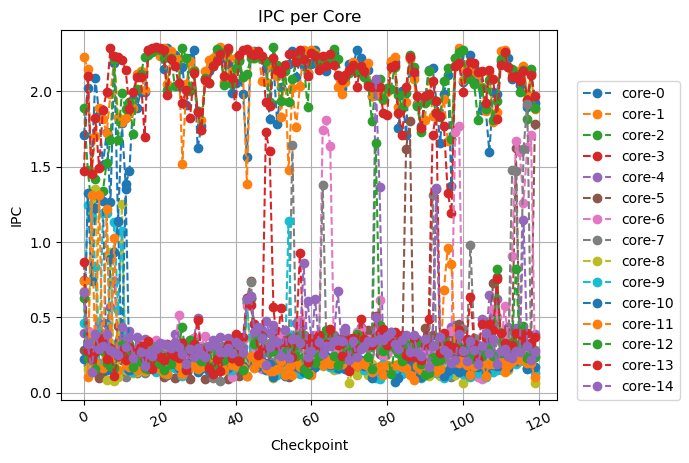 IPC per Core
IPC
2.0
1.5
1.0
0.5
0.0
0
20
40
60
80
100
120
Checkpoint
core-0
core-1
core-2
core-3
core-4
core-5
core-6
core-7
core-8
core-9
core-10
core-11
core-12
core-13
core-14